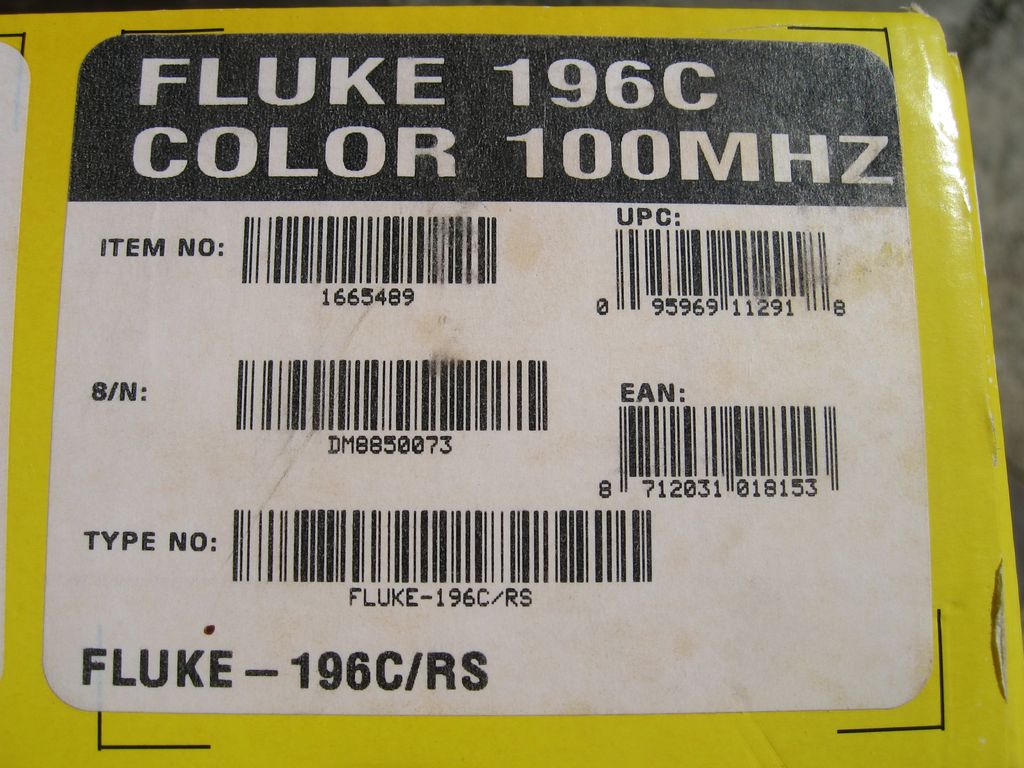 FLUKE 196C
COLOR 100MHZ
ITEM NO:
1665489
UPC:
0 95969 11291 8
S/N:
DM8850073
EAN:
8 712031 018153
TYPE NO:
FLUKE-196C/RS
FLUKE-196C/RS